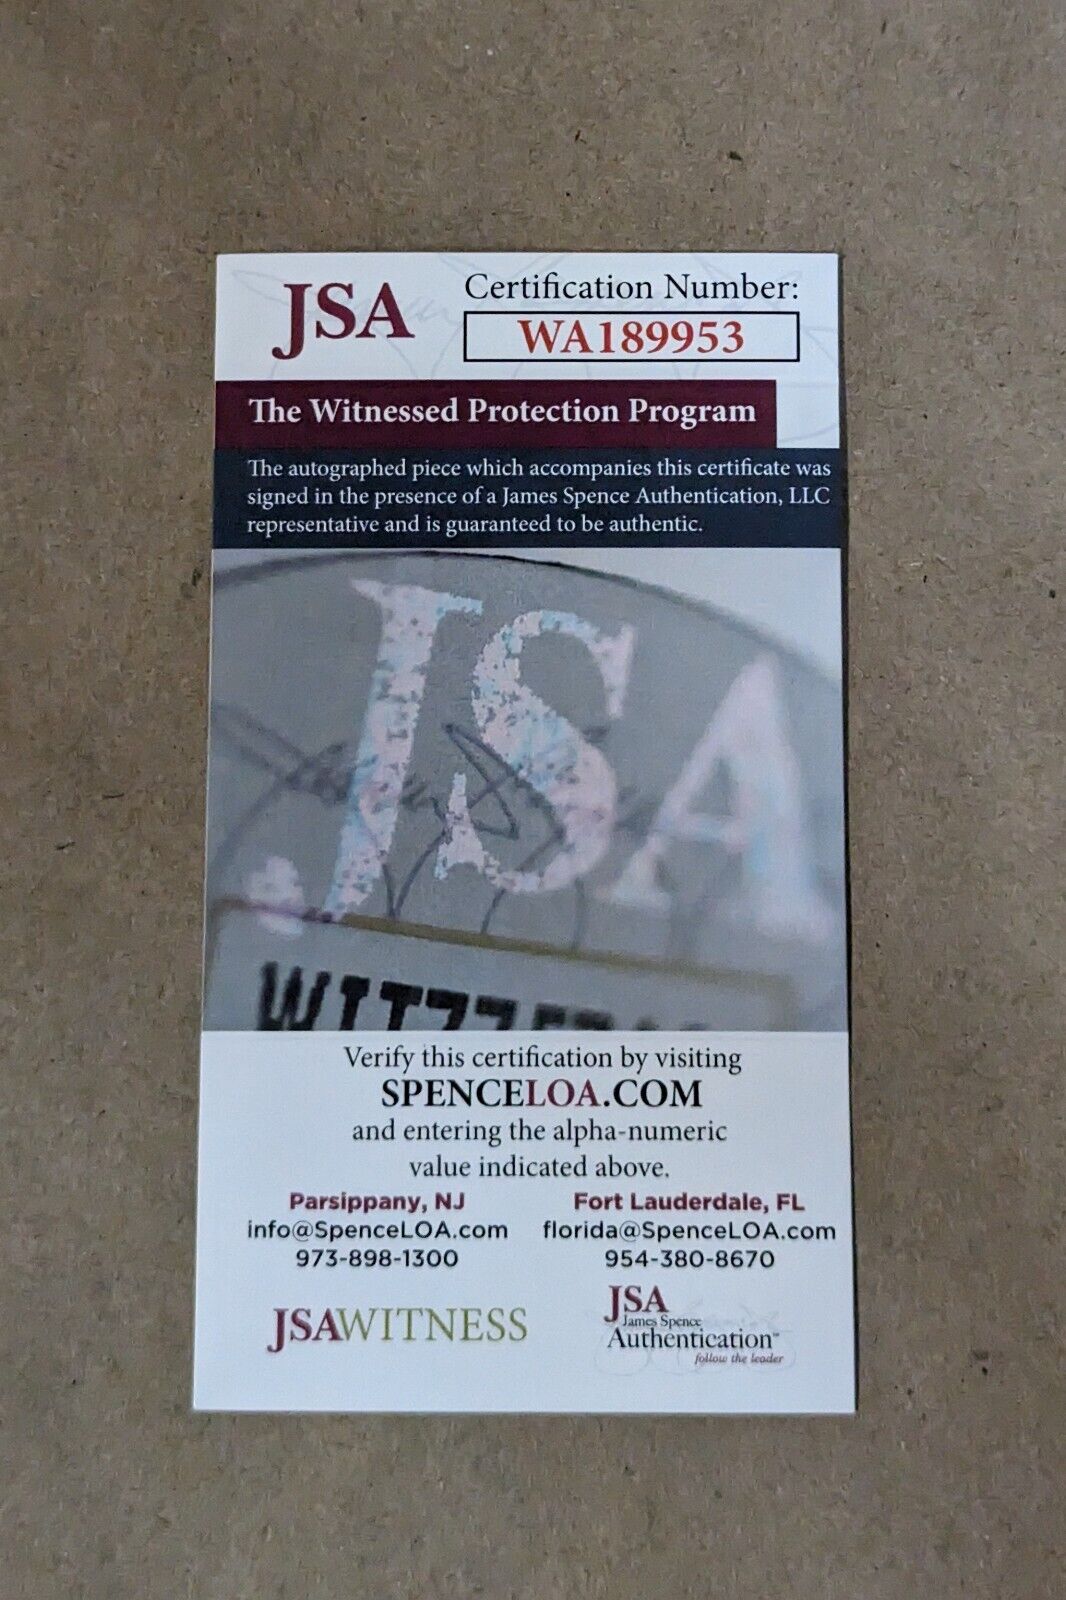 JSA
Certification Number:
WA189953
The Witnessed Protection Program
The autographed piece which accompanies this certificate was
signed in the presence of a James Spence Authentication, LLC
representative and is guaranteed to be authentic.
JSA
Verify this certification by visiting
SPENCELOA.COM
and entering the alpha-numeric
value indicated above.
Parsippany, NJ
info@SpenceLOA.com
973-898-1300
Fort Lauderdale, FL
florida@SpenceLOA.com
954-380-8670
JSAWITNESS
JSA
James Spence
Authentication™
follow the leader